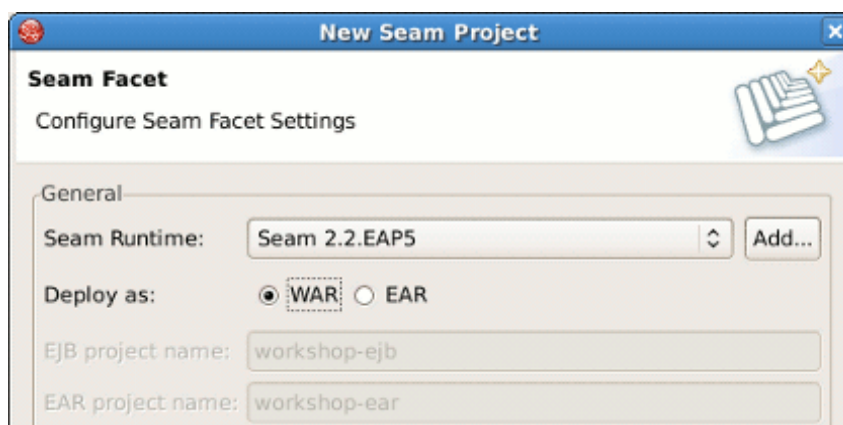 New Seam Project
Seam Facet
Configure Seam Facet Settings
General
Seam Runtime: Seam 2.2.EAP5 Add...
Deploy as: WAR EAR
EJB project name: workshop-ejb
EAR project name: workshop-ear